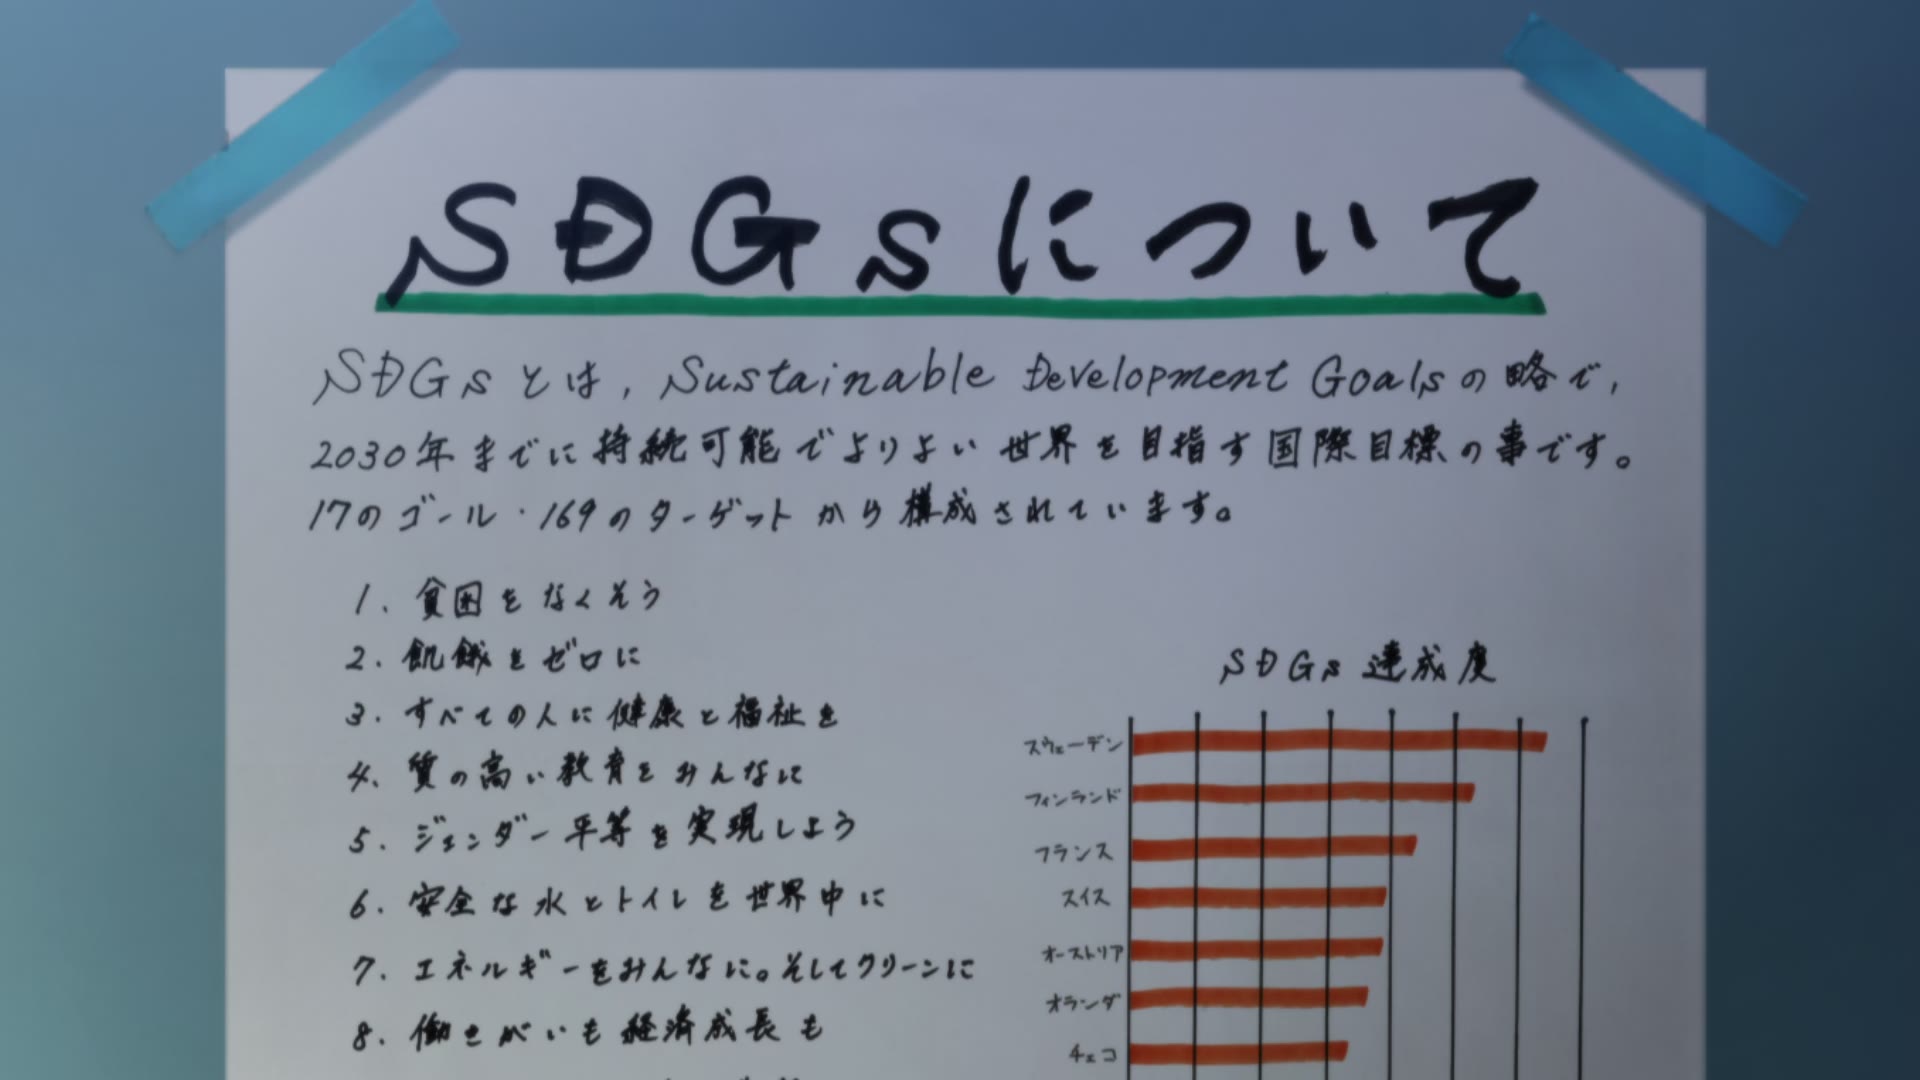 SDGsについて
SDGsとは，Sustainable Development Goalsの略で，
2030年までに持続可能でよりよい世界を目指す国際目標の事です。
17のゴール・169のターゲットから構成されています。
1. 貧困をなくそう
2. 飢餓をゼロに
3. すべての人に健康と福祉を
4. 質の高い教育をみんなに
5. ジェンダー平等を実現しよう
6. 安全な水とトイレを世界中に
7. エネルギーをみんなに。そしてクリーンに
8. 働きがいも経済成長も
SDGs達成度
スウェーデン
フィンランド
フランス
スイス
オーストリア
オランダ
チェコ